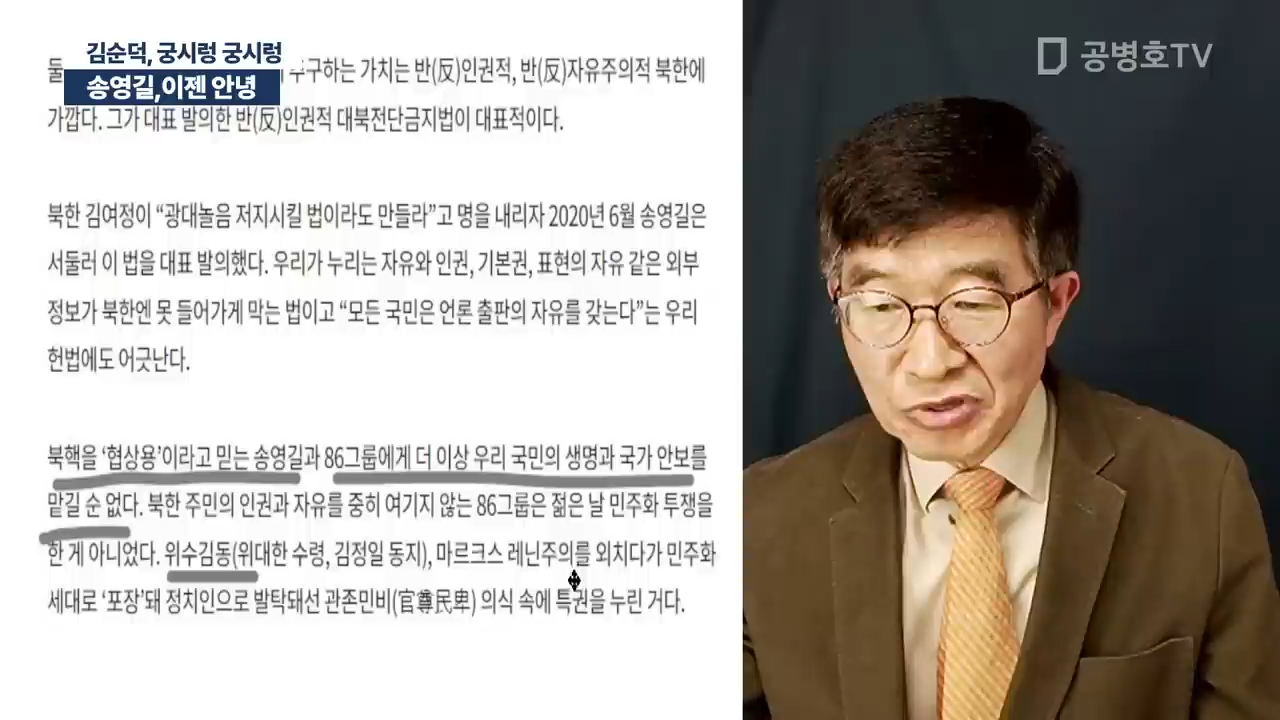 김순덕, 궁시렁 궁시렁
송영길,이젠 안녕
공병호TV
둘 추구하는 가치는 반(反)인권적, 반(反)자유주의적 북한에
가깝다. 그가 대표 발의한 반(反)인권적 대북전단금지법이 대표적이다.
북한 김여정이 “광대놀음 저지시킬 법이라도 만들라”고 명을 내리자 2020년 6월 송영길은
서둘러 이 법을 대표 발의했다. 우리가 누리는 자유와 인권, 기본권, 표현의 자유 같은 외부
정보가 북한엔 못 들어가게 막는 법이고 “모든 국민은 언론 출판의 자유를 갖는다”는 우리
헌법에도 어긋난다.
북핵을 ‘협상용’이라고 믿는 송영길과 86그룹에게 더 이상 우리 국민의 생명과 국가 안보를
맡길 순 없다. 북한 주민의 인권과 자유를 중히 여기지 않는 86그룹은 젊은 날 민주화 투쟁을
한 게 아니었다. 위수김동(위대한 수령, 김정일 동지), 마르크스 레닌주의를 외치다가 민주화
세대로 ‘포장’돼 정치인으로 발탁돼선 관존민비(官尊民卑) 의식 속에 특권을 누린 거다.